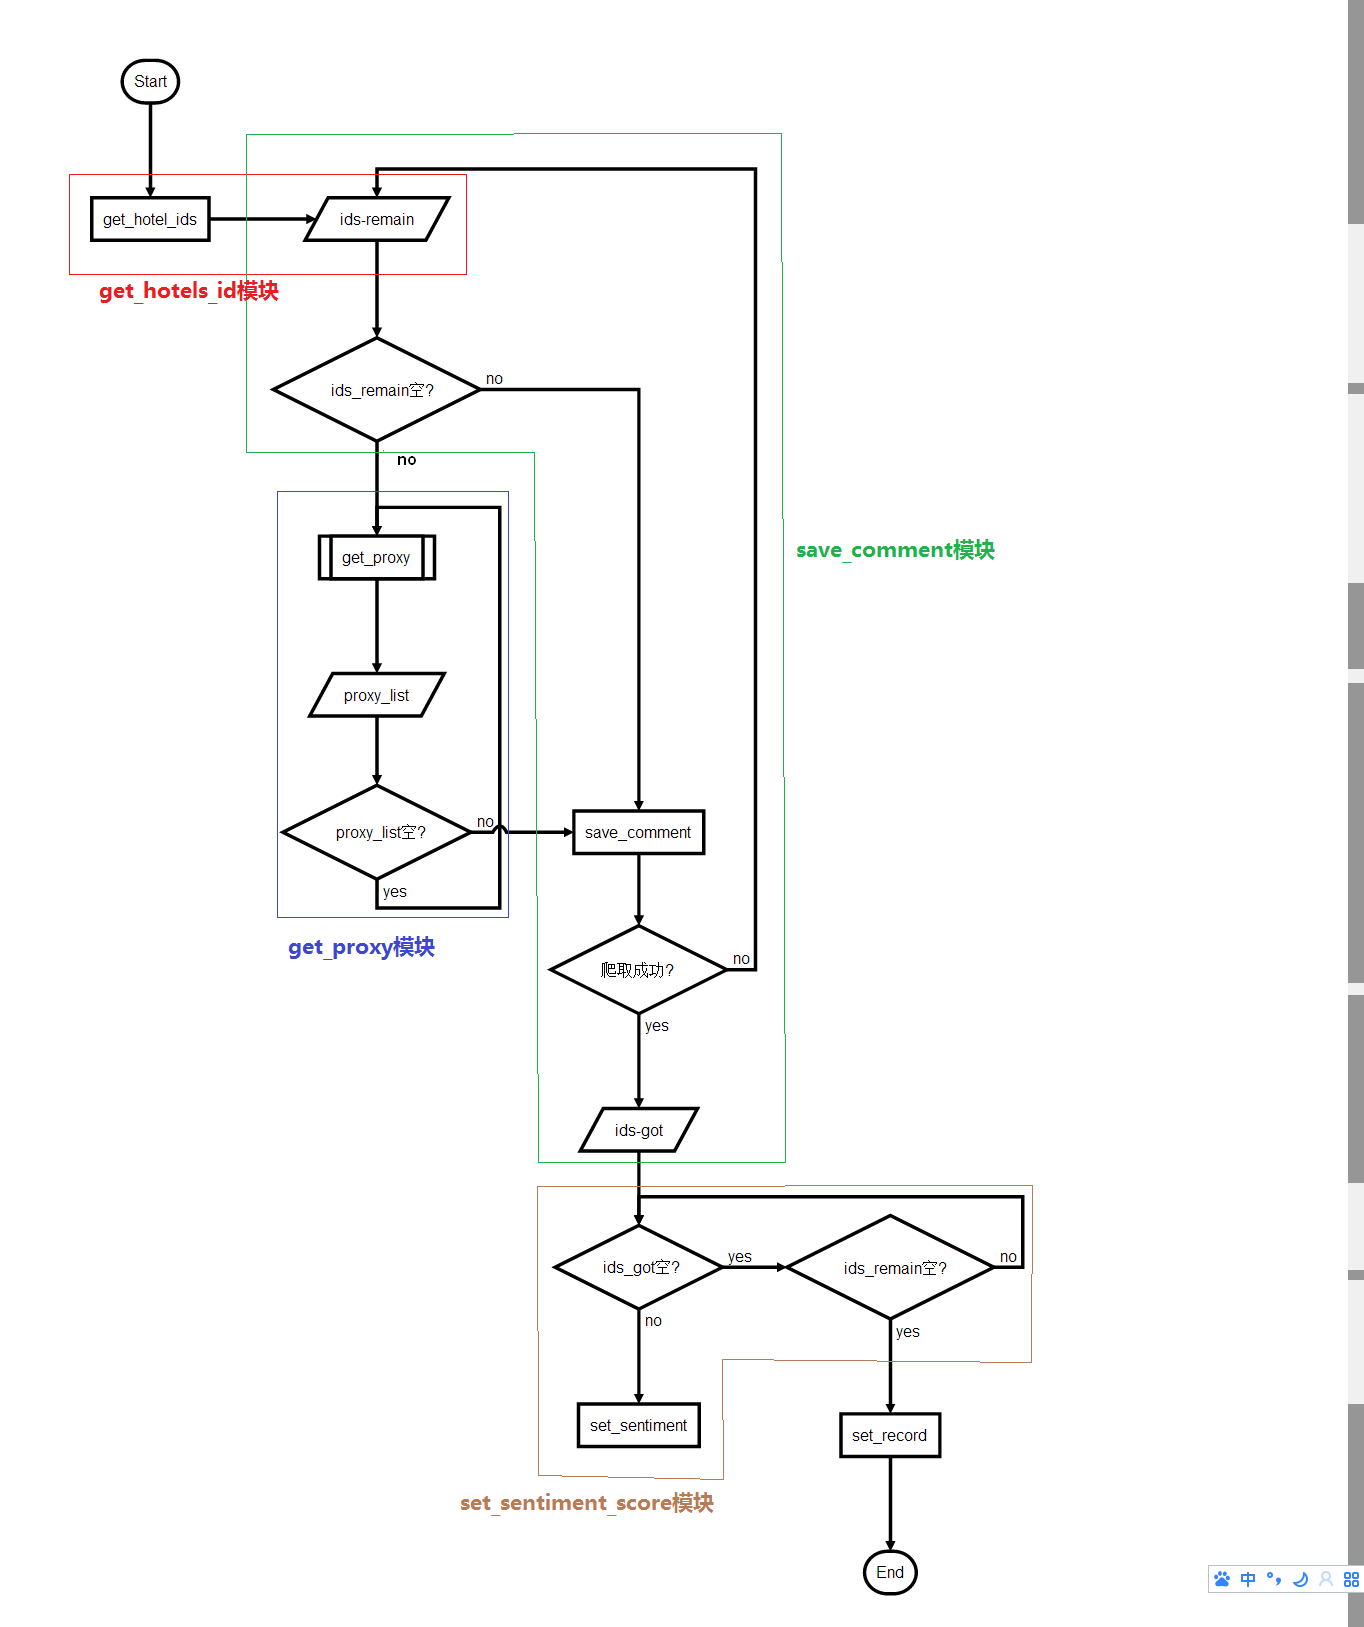 Start
get_hotel_ids
ids-remain
get_hotels_id模块
ids_remain空?
no
no
get_proxy
save_comment模块
proxy_list
proxy_list空?
no
save_comment
yes
get_proxy模块
爬取成功?
no
yes
ids-got
ids_got空?
yes
ids_remain空?
no
no
yes
set_sentiment
set_record
set_sentiment_score模块
End
中